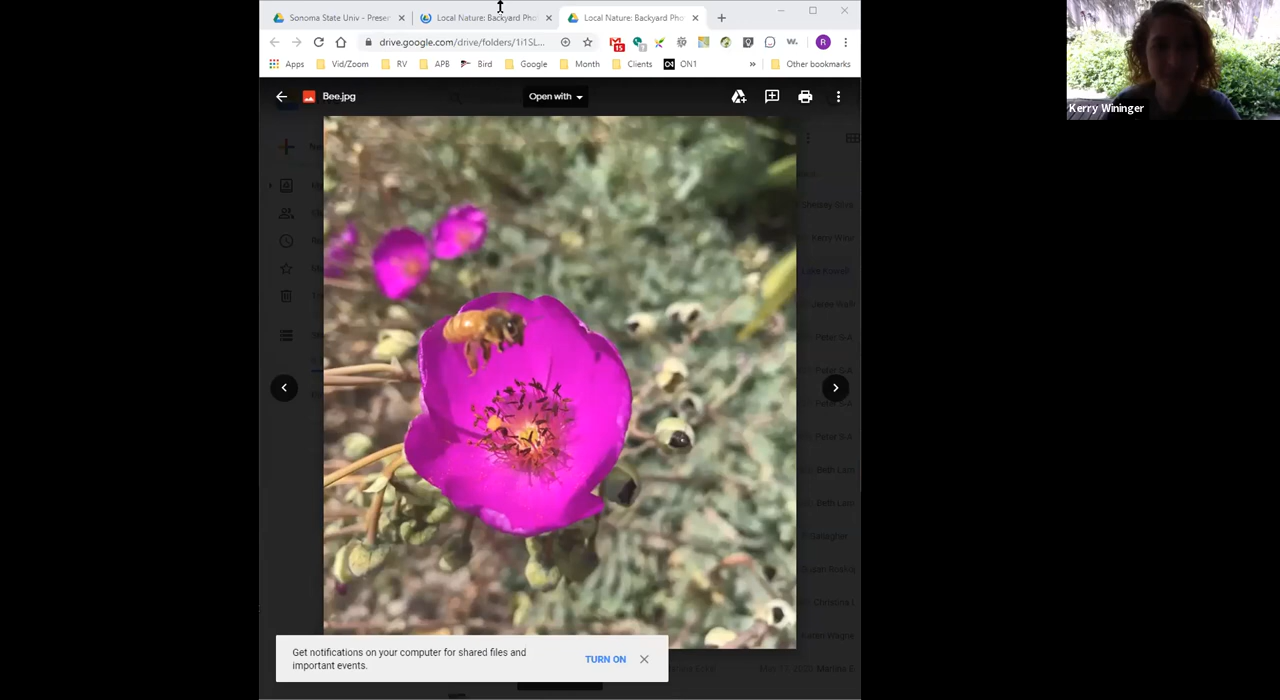 Sonoma State Univ - Presen
Local Nature: Backyard Pho
Local Nature: Backyard Pho
drive.google.com/drive/folders/1i1SL...
15
R
Apps
Vid/Zoom
RV
APB
Bird
Google
Month
Clients
ON1
Other bookmarks
Bee.jpg
Open with
Kerry Wininger
Get notifications on your computer for shared files and
important events.
TURN ON